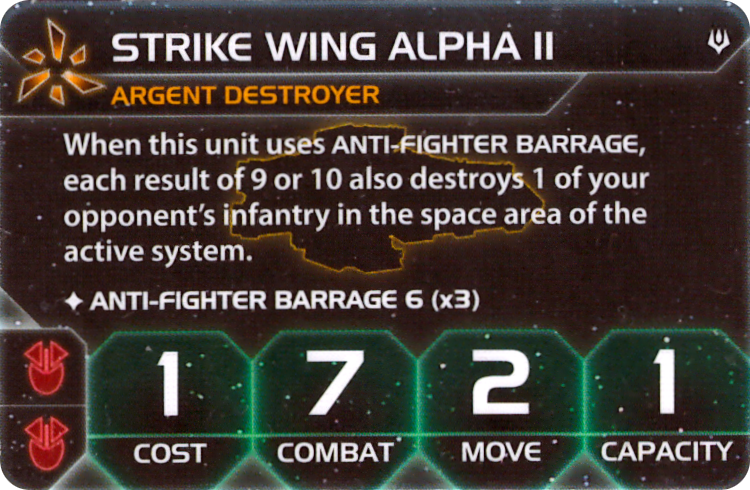 STRIKE WING ALPHA II
ARGENT DESTROYER
When this unit uses ANTI-FIGHTER BARRAGE,
each result of 9 or 10 also destroys 1 of your
opponent's infantry in the space area of the
active system.
ANTI-FIGHTER BARRAGE 6 (x3)
1 7 2 1
COST COMBAT MOVE CAPACITY